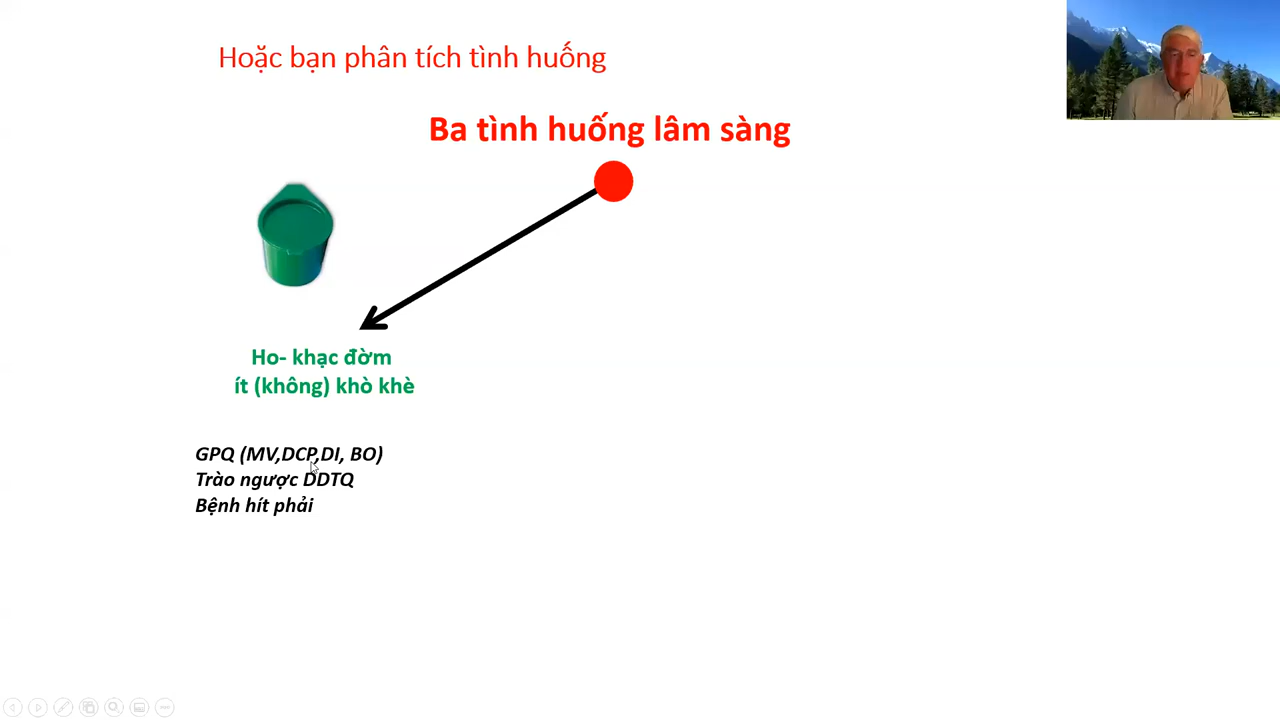 Hoặc bạn phân tích tình huống
Ba tình huống lâm sàng
Ho- khạc đờm
ít (không) khò khè
GPQ (MV,DCP,DI, BO)
Trào ngược DDTQ
Bệnh hít phải